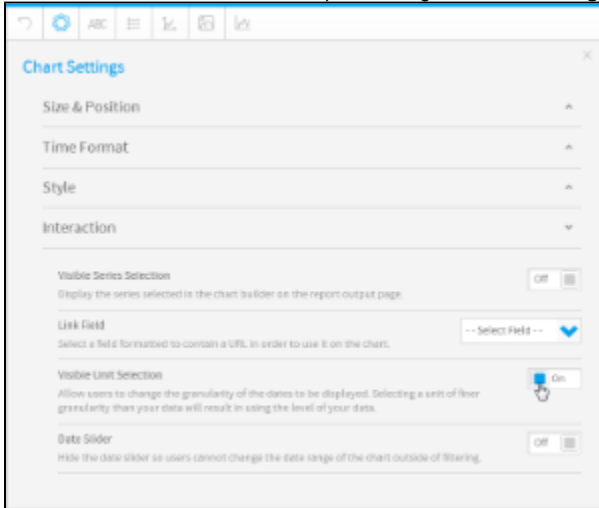 ABC
Chart Settings
Size & Position
Time Format
Style
Interaction
Visible Series Selection
Off
Display the series selected in the chart builder on the report output page.
Link Field
-- Select Field --
Select a field formatted to contain a URL in order to use it on the chart.
Visible Unit Selection
On
Allow users to change the granularity of the dates to be displayed. Selecting a unit of finer
granularity than your data will result in using the level of your data.
Date Slider
Off
Hide the date slider so users cannot change the date range of the chart outside of filtering.